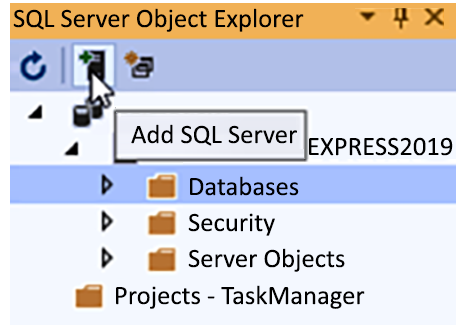 SQL Server Object Explorer
Add SQL Server
EXPRESS2019
Databases
Security
Server Objects
Projects - TaskManager